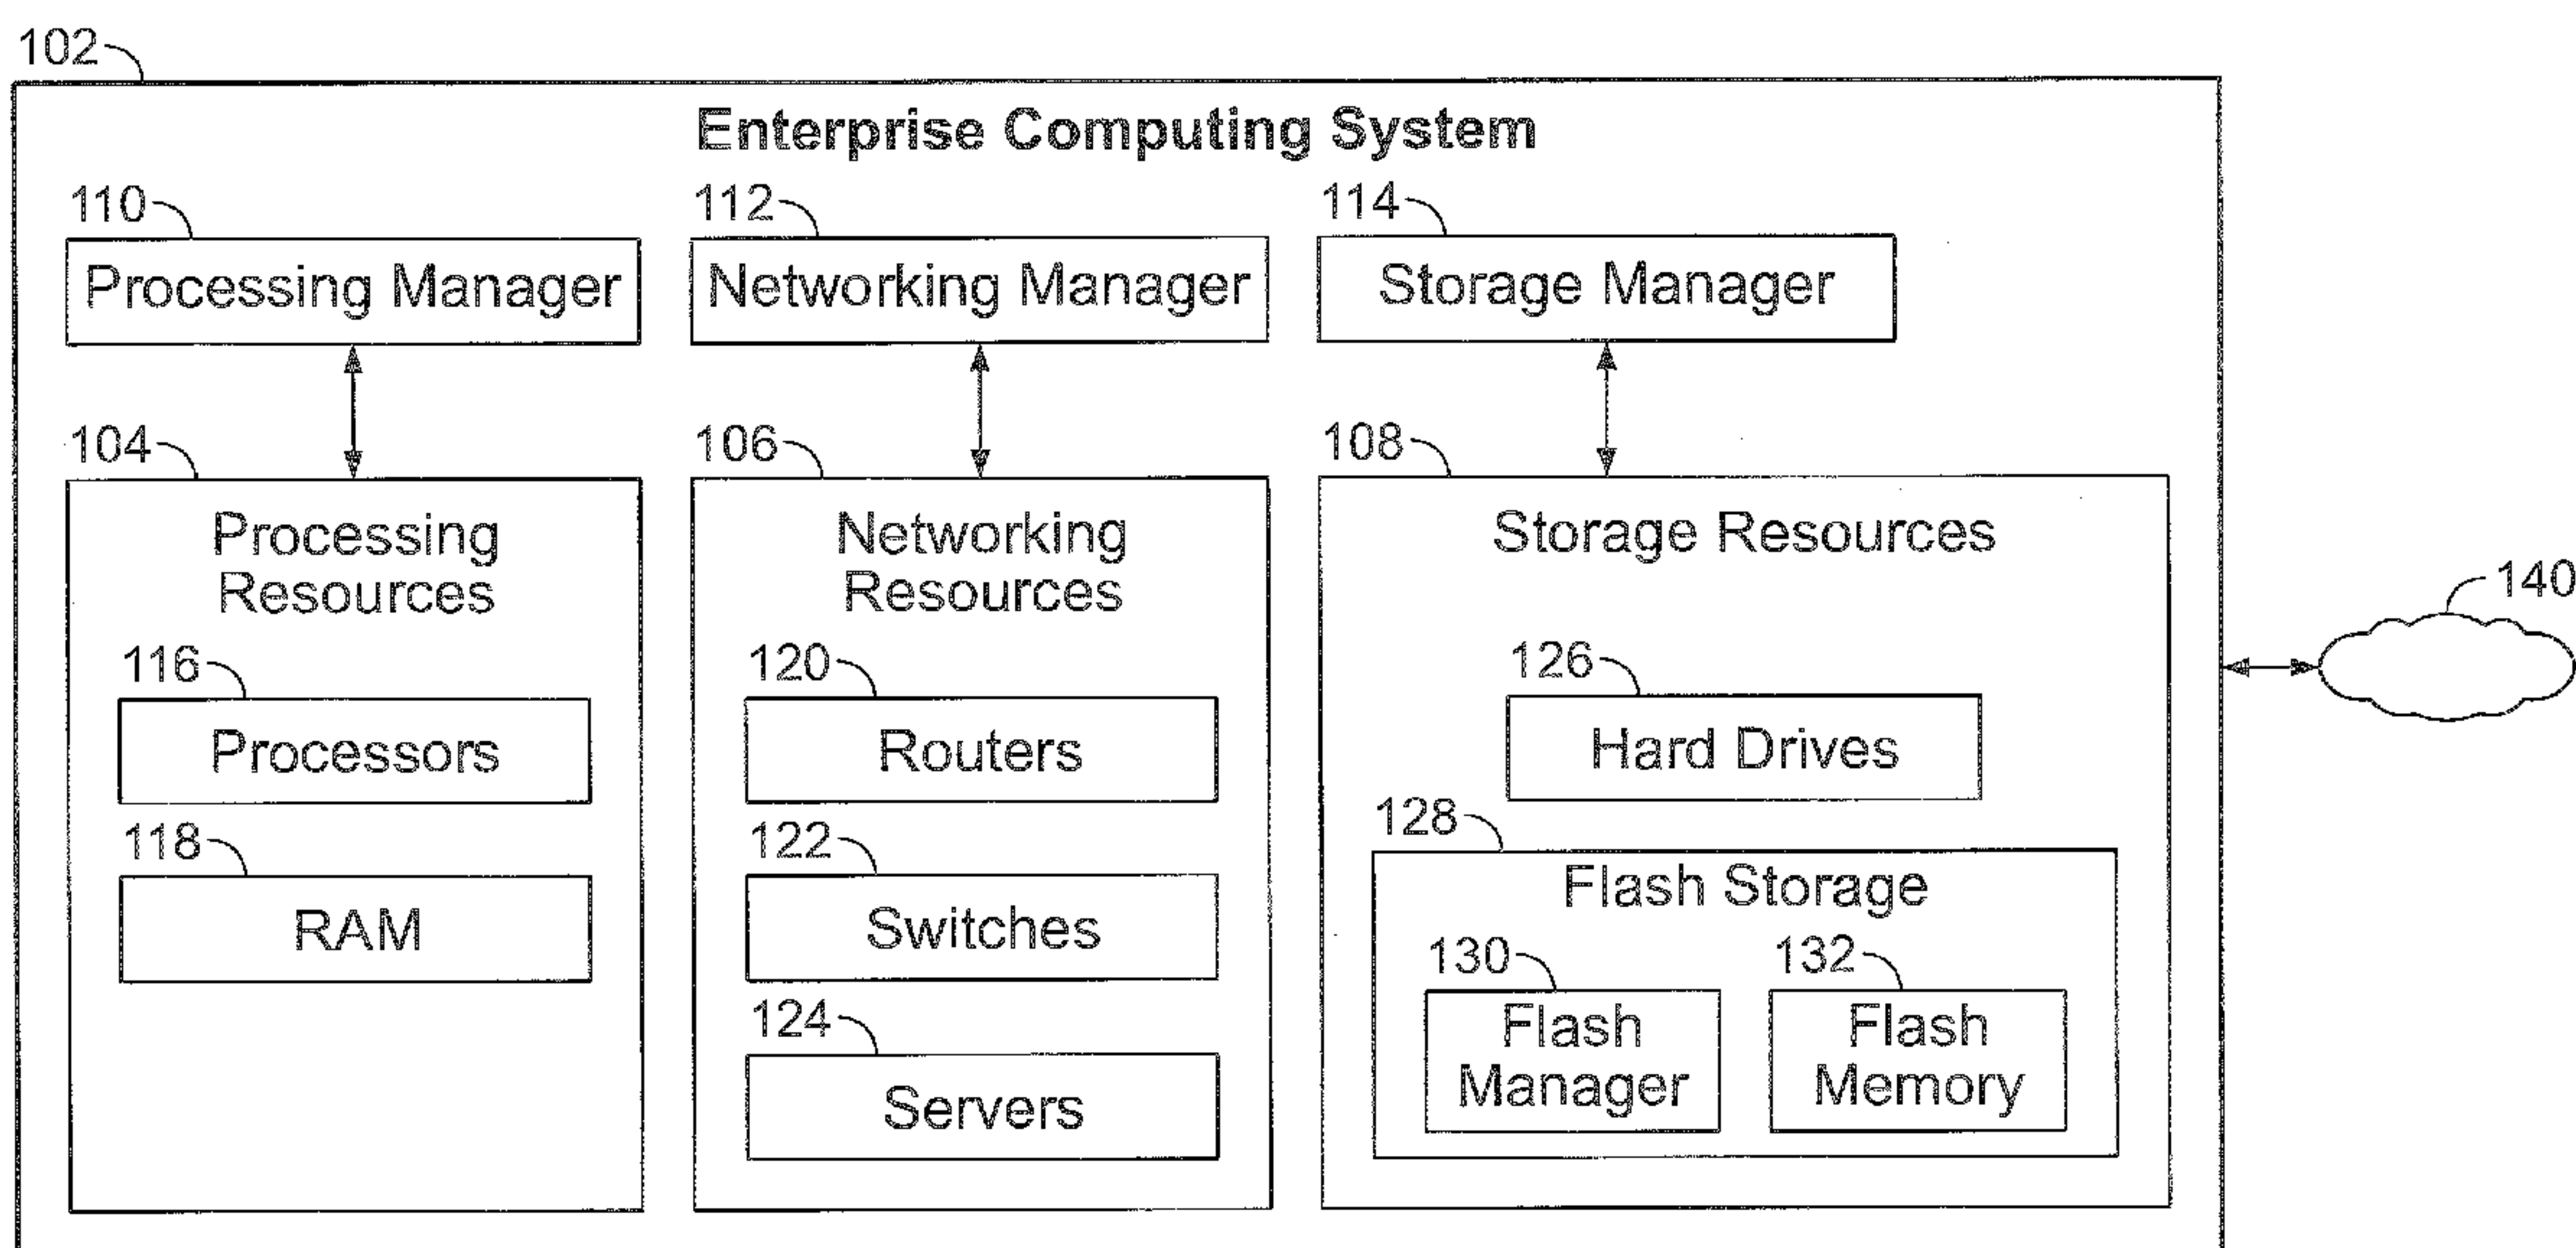 102
Enterprise Computing System
110
112
114
Processing Manager
Networking Manager
Storage Manager
104
106
108
Processing
Resources
Networking
Resources
Storage Resources
116
Processors
118
RAM
120
Routers
122
Switches
124
Servers
126
Hard Drives
128
Flash Storage
130
Flash
Manager
132
Flash
Memory
140